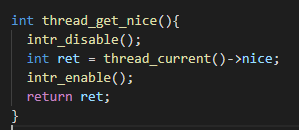 int thread_get_nice(){
  intr_disable();
  int ret = thread_current()->nice;
  intr_enable();
  return ret;
}